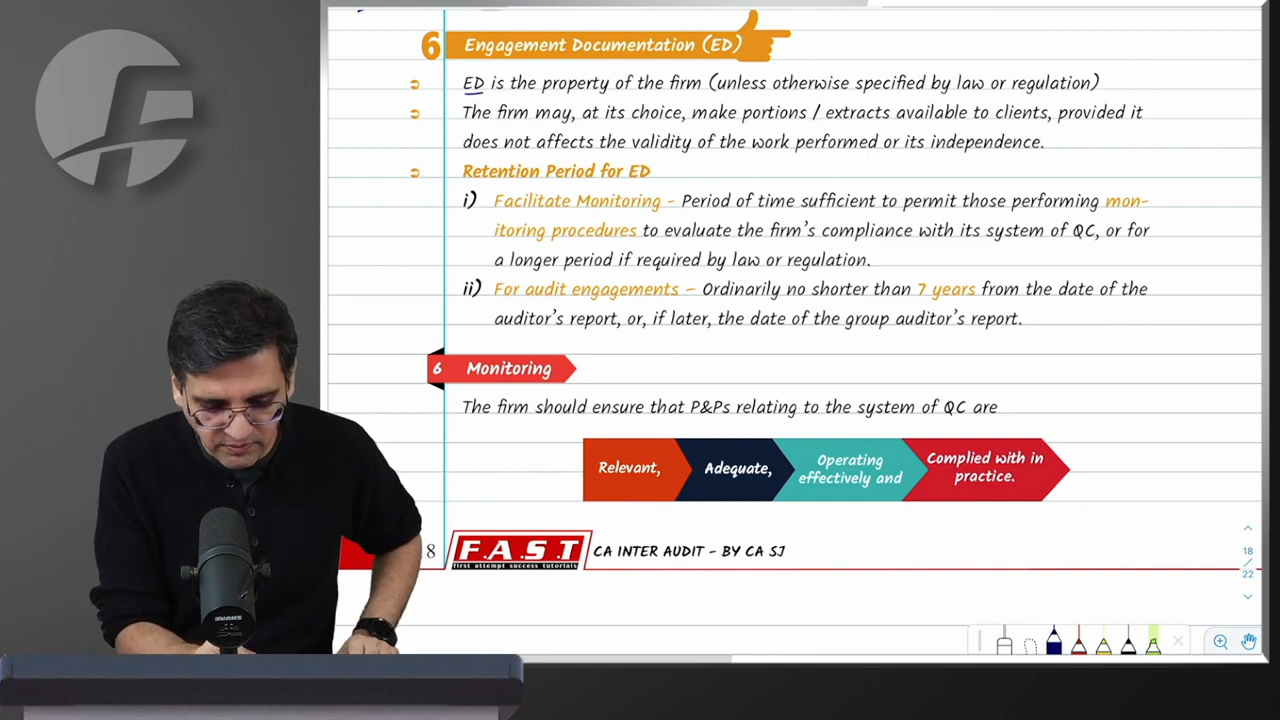 6 Engagement Documentation (ED)
ED is the property of the firm (unless otherwise specified by law or regulation)
The firm may, at its choice, make portions / extracts available to clients, provided it
does not affects the validity of the work performed or its independence.
Retention Period for ED
i) Facilitate Monitoring - Period of time sufficient to permit those performing mon-
itoring procedures to evaluate the firm's compliance with its system of QC, or for
a longer period if required by law or regulation.
ii) For audit engagements – Ordinarily no shorter than 7 years from the date of the
auditor's report, or, if later, the date of the group auditor's report.
6 Monitoring
The firm should ensure that P&Ps relating to the system of QC are
Relevant,
Adequate,
Operating
effectively and
Complied with in
practice.
8 F.A.S.T CA INTER AUDIT - BY CA SJ
first attempt success tutorials
18
/
22
SHURE